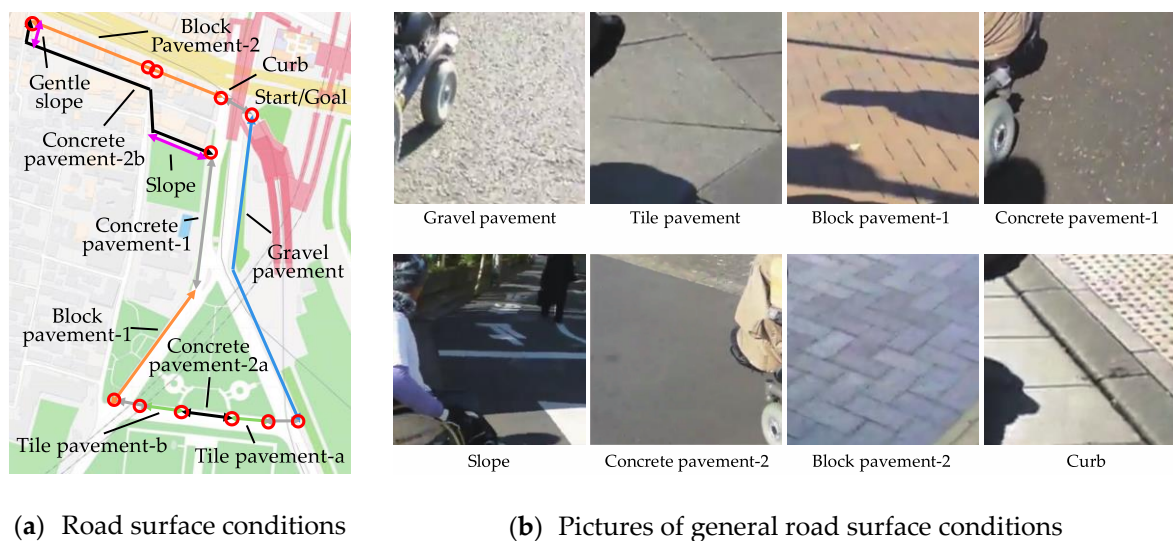 Block
Pavement-2
Curb
Gentle
slope
Start/Goal
Concrete
pavement-2b
Slope
Concrete
pavement-1
Gravel
pavement
Block
pavement-1
Concrete
pavement-2a
Tile pavement-b
Tile pavement-a
(a) Road surface conditions
Gravel pavement
Tile pavement
Block pavement-1
Concrete pavement-1
Slope
Concrete pavement-2
Block pavement-2
Curb
(b) Pictures of general road surface conditions